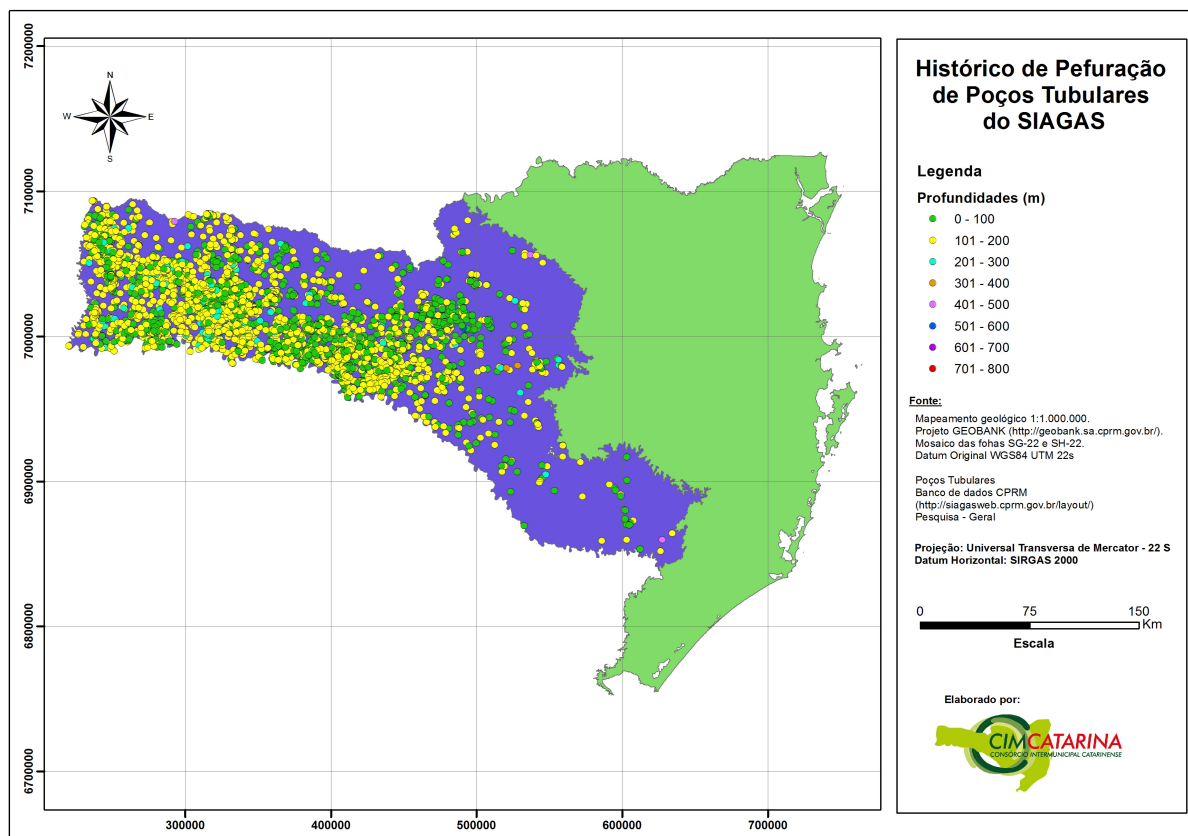 Histórico de Pefuração
de Poços Tubulares
do SIAGAS
Legenda
Profundidades (m)
0 - 100
101 - 200
201 - 300
301 - 400
401 - 500
501 - 600
601 - 700
701 - 800
Fonte:
Mapeamento geológico 1:1.000.000.
Projeto GEOBANK (http://geobank.sa.cprm.gov.br/).
Mosaico das fohas SG-22 e SH-22.
Datum Original WGS84 UTM 22s
Poços Tubulares
Banco de dados CPRM
(http://siagasweb.cprm.gov.br/layout/)
Pesquisa - Geral
Projeção: Universal Transversa de Mercator - 22 S
Datum Horizontal: SIRGAS 2000
0 75 150
Km
Escala
Elaborado por:
CIMCATARINA
CONSÓRCIO INTERMUNICIPAL CATARINENSE
N
W E
S
7200000
7100000
7000000
6900000
6800000
6770000
300000 400000 500000 600000 700000